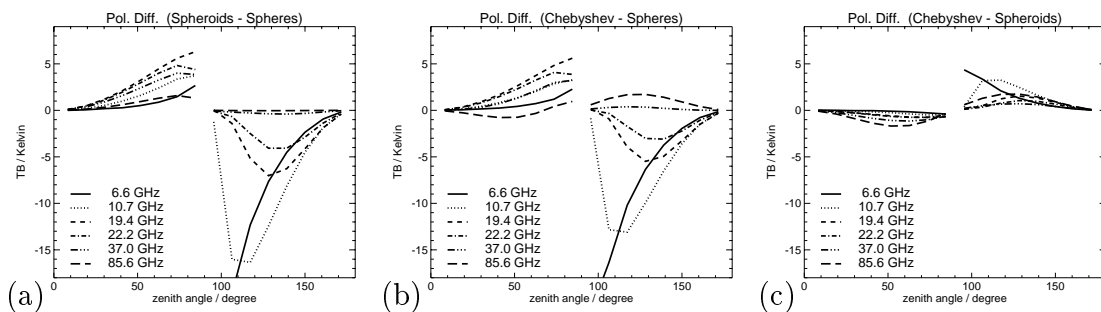 Pol. Diff. (Spheroids - Spheres)
TB / Kelvin
5
0
-5
-10
-15
6.6 GHz
10.7 GHz
19.4 GHz
22.2 GHz
37.0 GHz
85.6 GHz
0 50 100 150
zenith angle / degree
(a)
Pol. Diff. (Chebyshev - Spheres)
TB / Kelvin
5
0
-5
-10
-15
6.6 GHz
10.7 GHz
19.4 GHz
22.2 GHz
37.0 GHz
85.6 GHz
0 50 100 150
zenith angle / degree
(b)
Pol. Diff. (Chebyshev - Spheroids)
TB / Kelvin
5
0
-5
-10
-15
6.6 GHz
10.7 GHz
19.4 GHz
22.2 GHz
37.0 GHz
85.6 GHz
0 50 100 150
zenith angle / degree
(c)